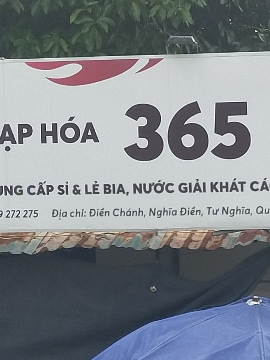 ẠP HÓA 365
UNG CẤP SỈ & LẺ BIA, NƯỚC GIẢI KHÁT CÁ
9 272 275 Địa chỉ: Điền Chánh, Nghĩa Điền, Tư Nghĩa, Qu